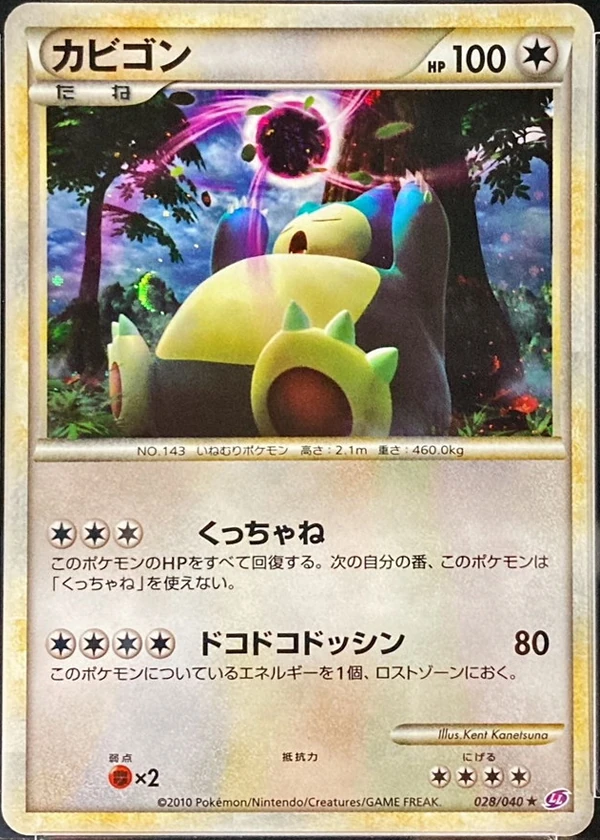 カビゴン HP100
たね
NO.143 いねむりポケモン 高さ：2.1m 重さ：460.0kg
くっちゃね
このポケモンのHPをすべて回復する。次の自分の番、このポケモンは
「くっちゃね」を使えない。
ドコドコドッシン 80
このポケモンについているエネルギーを1個、ロストゾーンにおく。
Illus.Kent Kanetsuna
弱点 抵抗力 にげる
×2
©2010 Pokémon/Nintendo/Creatures/GAME FREAK. 028/040 ★ LL